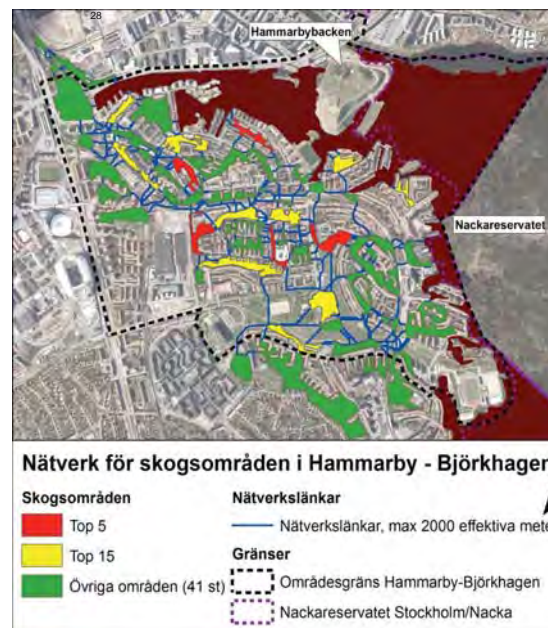 28
Hammarbybacken
Nackareservatet
Nätverk för skogsområden i Hammarby - Björkhagen
Skogsområden
Top 5
Top 15
Övriga områden (41 st)
Nätverkslänkar
Nätverkslänkar, max 2000 effektiva mete
Gränser
Områdesgräns Hammarby-Björkhagen
Nackareservatet Stockholm/Nacka